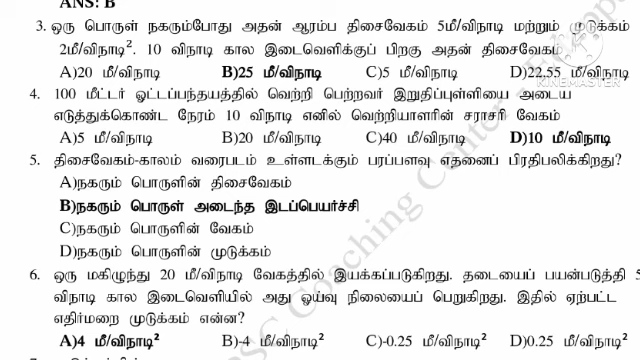 ANS: B
3. ஒரு பொருள் நகரும்போது அதன் ஆரம்ப திசைவேகம் 5மீ/விநாடி மற்றும் முடுக்கம்
2மீ/விநாடி². 10 விநாடி கால இடைவெளிக்குப் பிறகு அதன் திசைவேகம்
A)20 மீ/விநாடி B)25 மீ/விநாடி C)5 மீ/விநாடி D)22.55 மீ/விநாடி
4. 100 மீட்டர் ஓட்டப்பந்தயத்தில் வெற்றி பெற்றவர் இறுதிப்புள்ளியை அடைய
எடுத்துக்கொண்ட நேரம் 10 விநாடி எனில் வெற்றியாளரின் சராசரி வேகம்
A)5 மீ/விநாடி B)20 மீ/விநாடி C)40 மீ/விநாடி D)10 மீ/விநாடி
5. திசைவேகம்-காலம் வரைபடம் உள்ளடக்கும் பரப்பளவு எதனைப் பிரதிபலிக்கிறது?
A)நகரும் பொருளின் திசைவேகம்
B)நகரும் பொருள் அடைந்த இடப்பெயர்ச்சி
C)நகரும் பொருளின் வேகம்
D)நகரும் பொருளின் முடுக்கம்
6. ஒரு மகிழுந்து 20 மீ/விநாடி வேகத்தில் இயக்கப்படுகிறது. தடையைப் பயன்படுத்தி 5
விநாடி கால இடைவெளியில் அது ஓய்வு நிலையைப் பெறுகிறது. இதில் ஏற்பட்ட
எதிர்மறை முடுக்கம் என்ன?
A)4 மீ/விநாடி² B)-4 மீ/விநாடி² C)-0.25 மீ/விநாடி² D)0.25 மீ/விநாடி²
Coaching Center
KINEMASTER